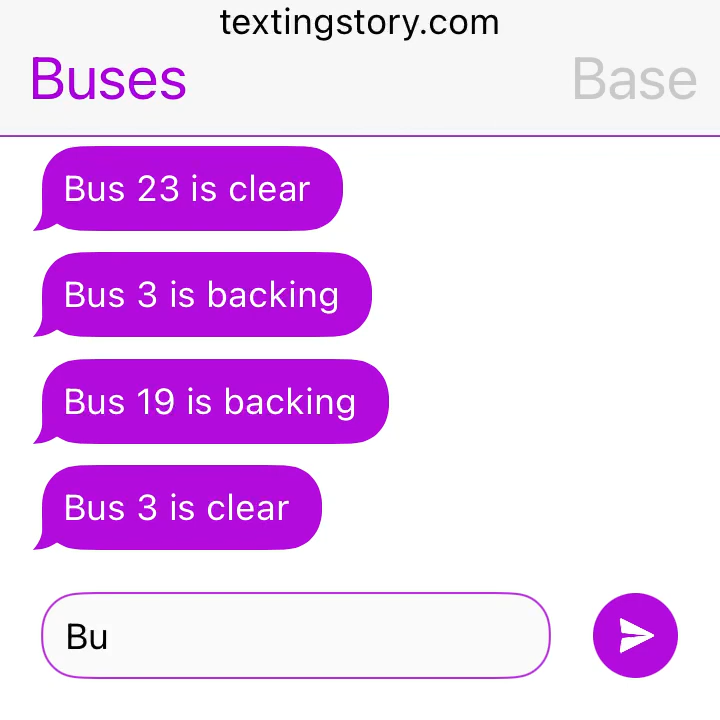 textingstory.com
Buses Base
Bus 23 is clear
Bus 3 is backing
Bus 19 is backing
Bus 3 is clear
Bu